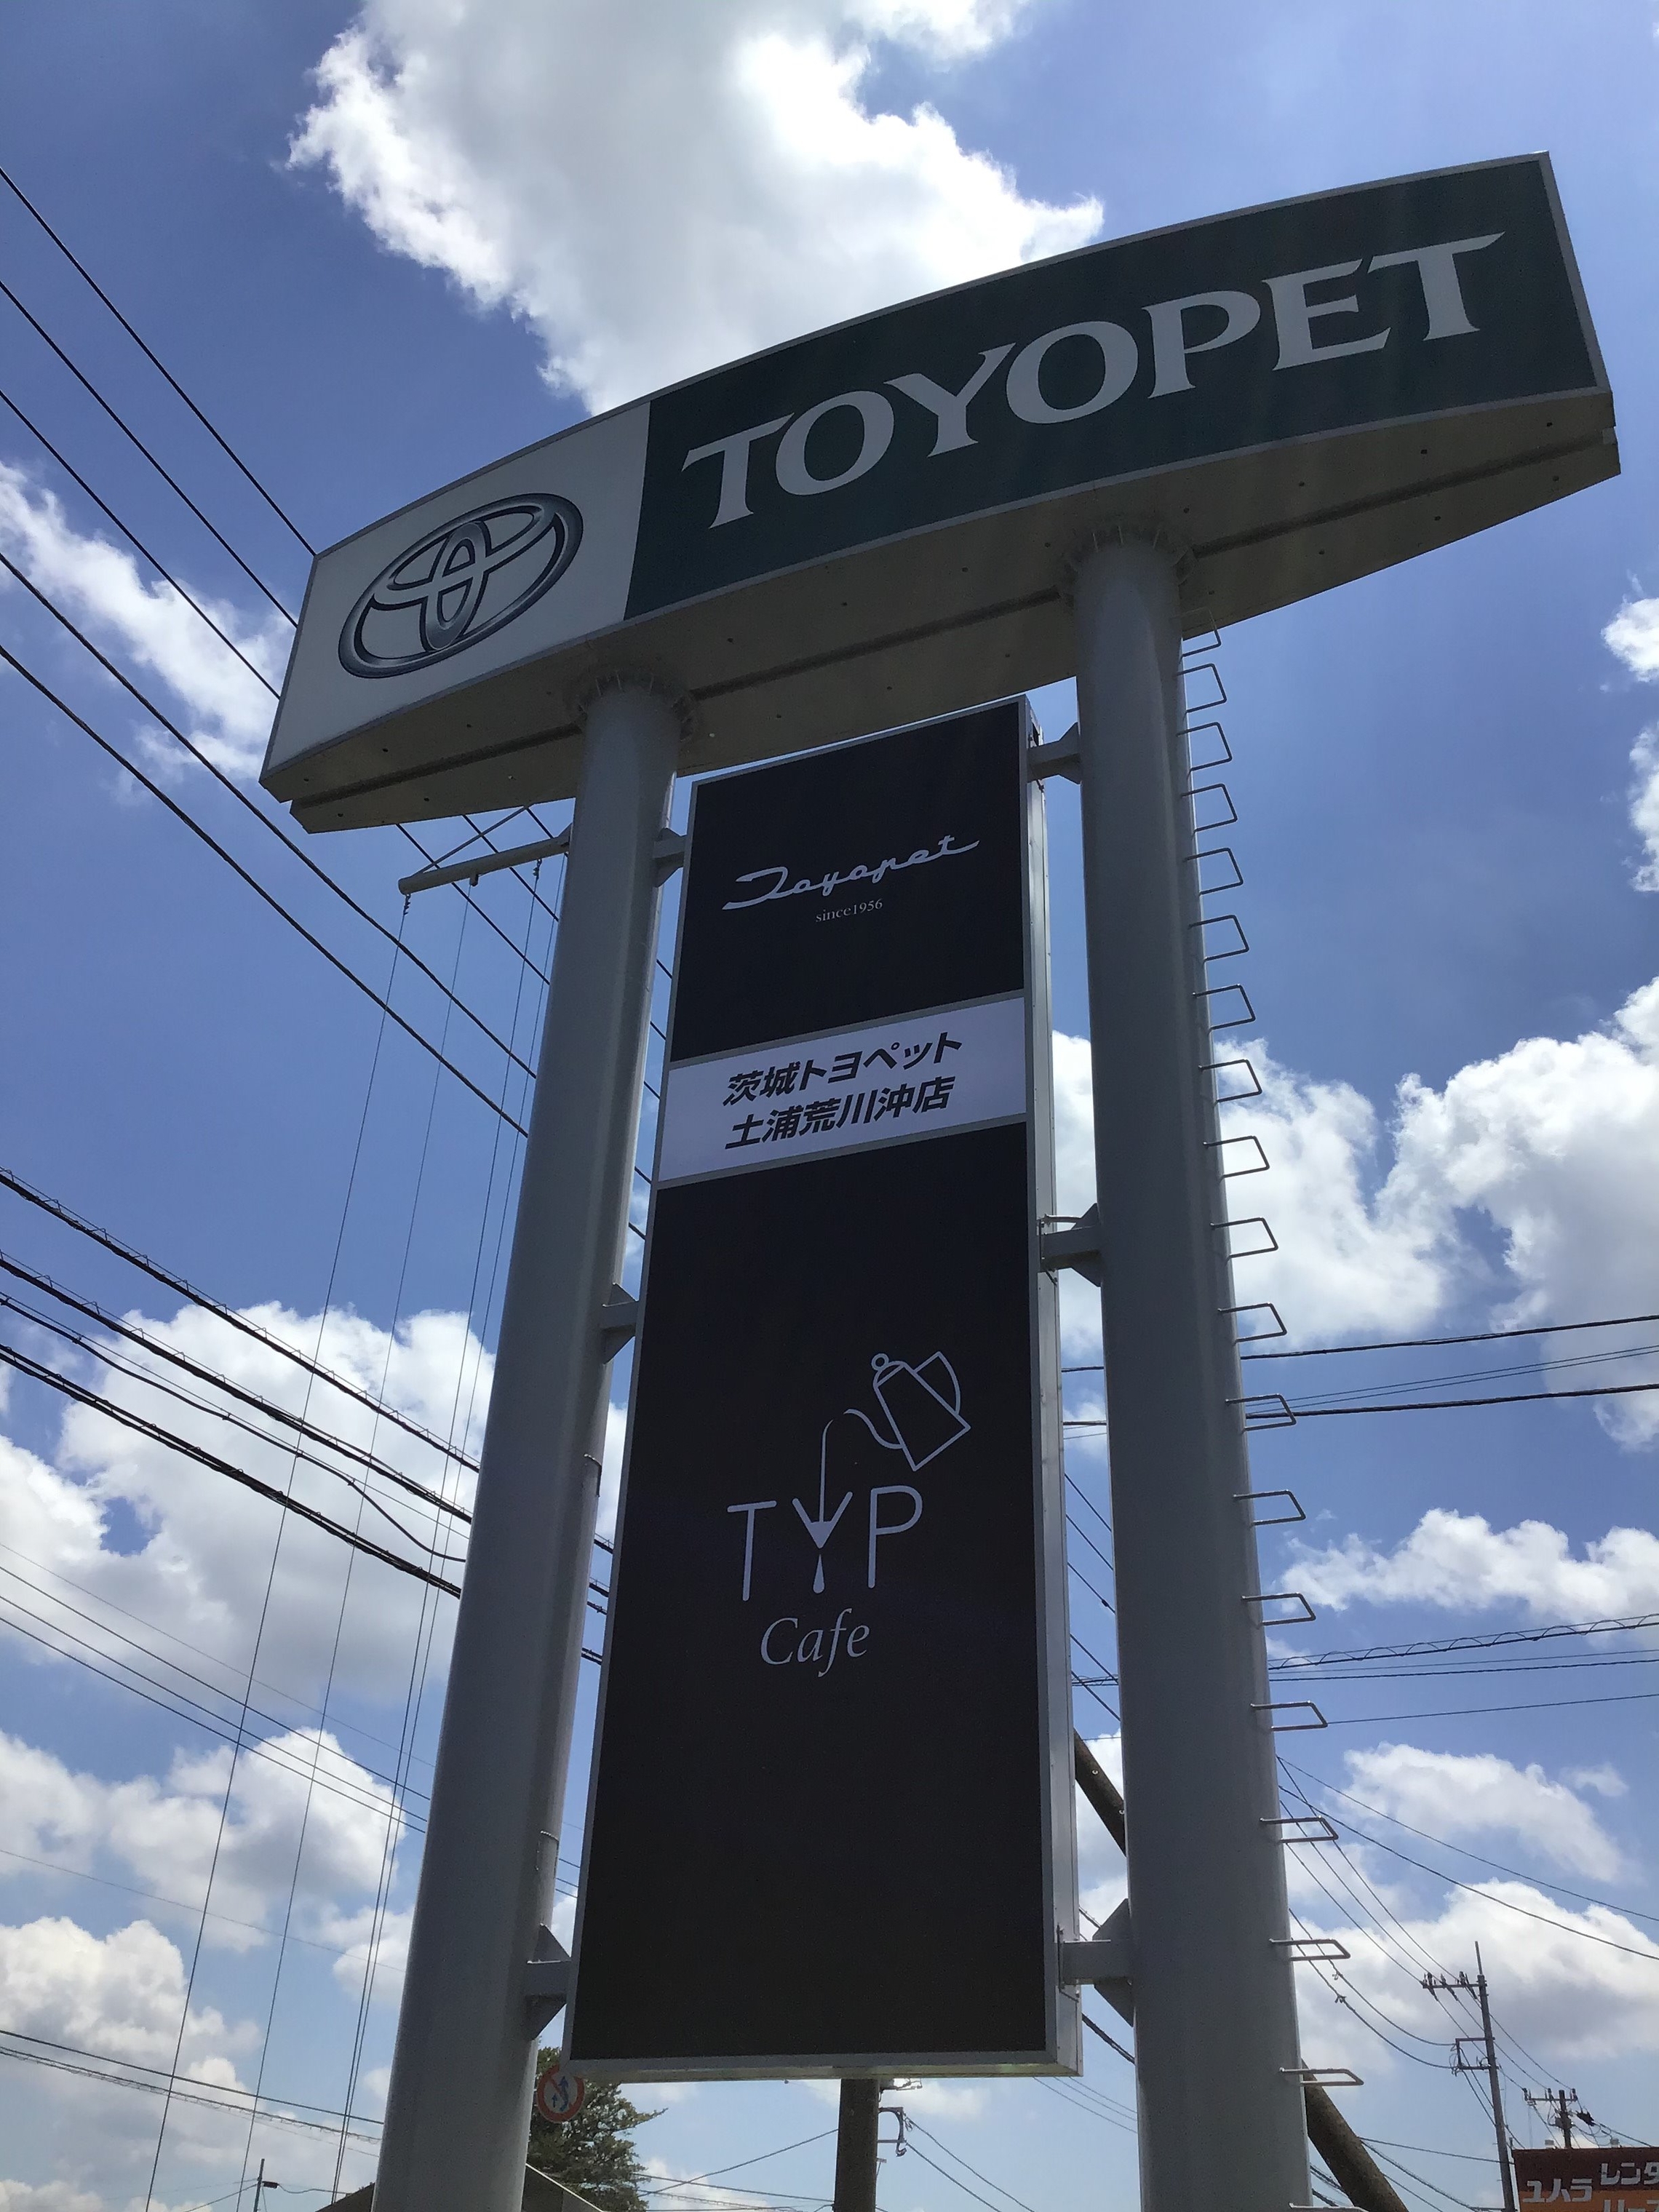 TOYOPET
Toyopet
since1956
茨城トヨペット
土浦荒川沖店
TYP
Cafe
ユハラ
レンタ